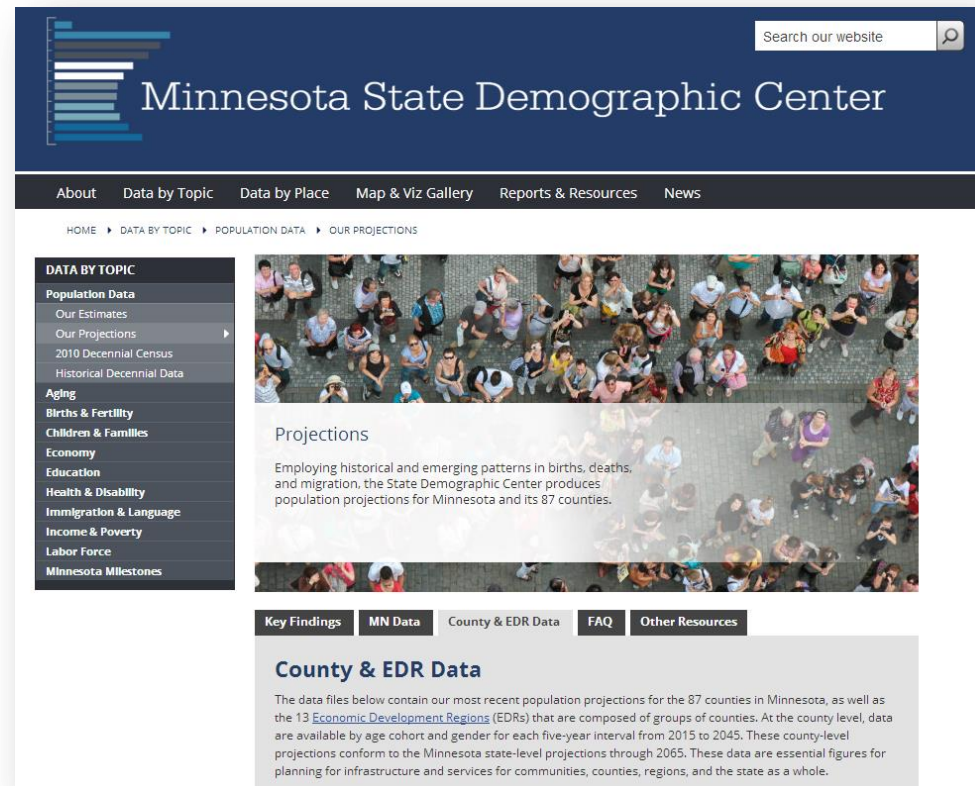 Search our website
Minnesota State Demographic Center
About Data by Topic Data by Place Map & Viz Gallery Reports & Resources News
HOME DATA BY TOPIC POPULATION DATA OUR PROJECTIONS
DATA BY TOPIC
Population Data
Our Estimates
Our Projections
2010 Decennial Census
Historical Decennial Data
Aging
Births & Fertility
Children & Families
Economy
Education
Health & Disability
Immigration & Language
Income & Poverty
Labor Force
Minnesota Milestones
Projections
Employing historical and emerging patterns in births, deaths,
and migration, the State Demographic Center produces
population projections for Minnesota and its 87 counties.
Key Findings MN Data County & EDR Data FAQ Other Resources
County & EDR Data
The data files below contain our most recent population projections for the 87 counties in Minnesota, as well as
the 13 Economic Development Regions (EDRs) that are composed of groups of counties. At the county level, data
are available by age cohort and gender for each five-year interval from 2015 to 2045. These county-level
projections conform to the Minnesota state-level projections through 2065. These data are essential figures for
planning for infrastructure and services for communities, counties, regions, and the state as a whole.